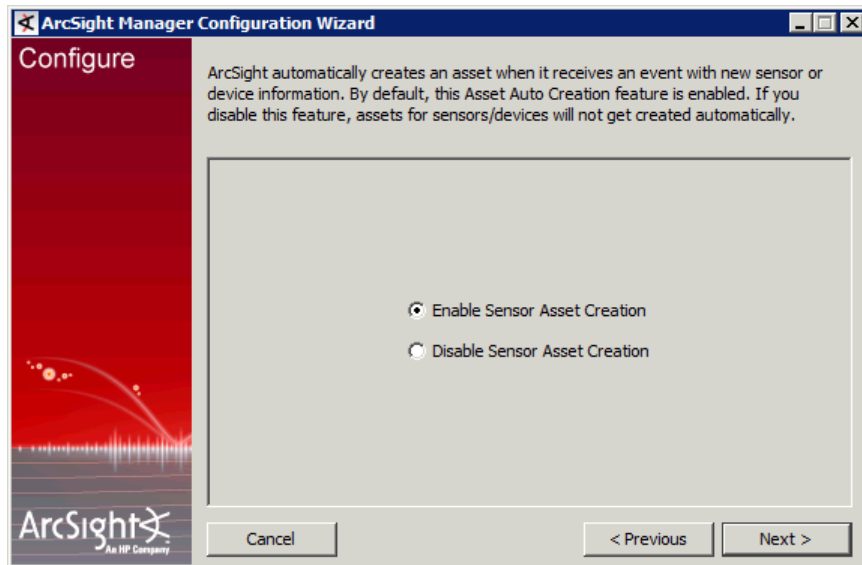 ArcSight Manager Configuration Wizard
Configure
ArcSight automatically creates an asset when it receives an event with new sensor or
device information. By default, this Asset Auto Creation feature is enabled. If you
disable this feature, assets for sensors/devices will not get created automatically.
Enable Sensor Asset Creation
Disable Sensor Asset Creation
ArcSight
An HP Company
Cancel
< Previous
Next >